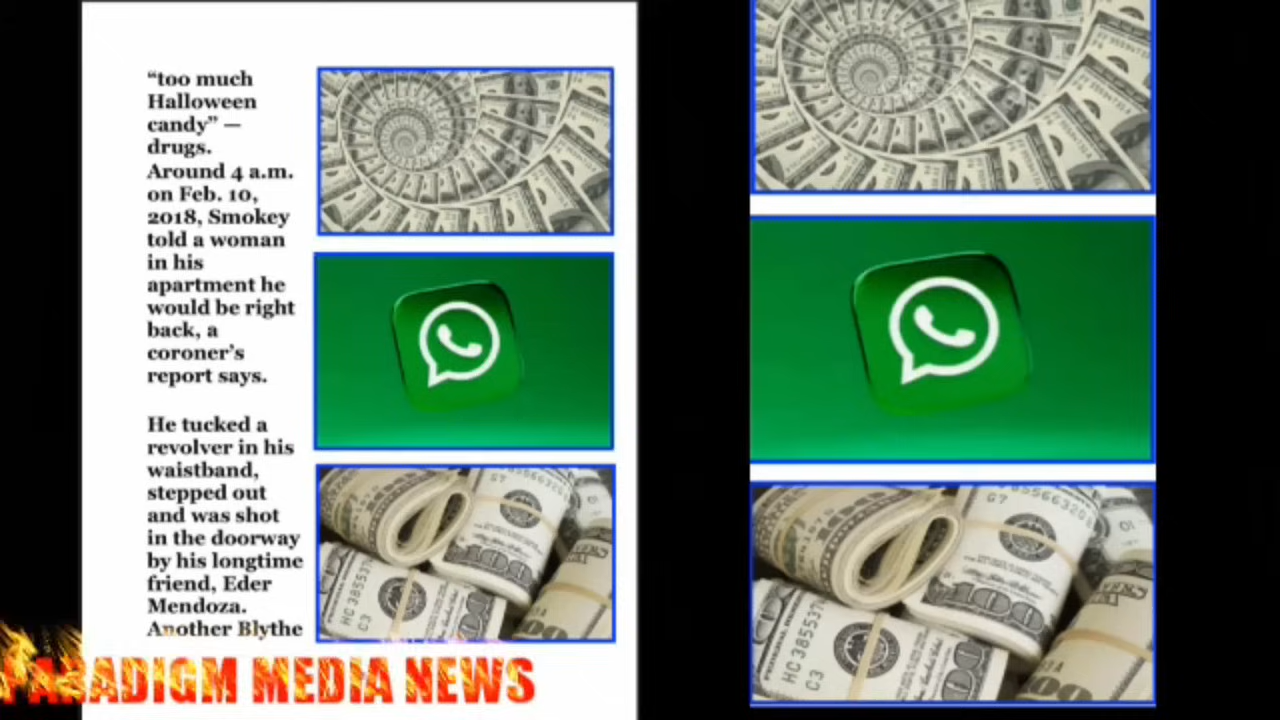 “too much
Halloween
candy” —
drugs.
Around 4 a.m.
on Feb. 10,
2018, Smokey
told a woman
in his
apartment he
would be right
back, a
coroner’s
report says.
He tucked a
revolver in his
waistband,
stepped out
and was shot
in the doorway
by his longtime
friend, Eder
Mendoza.
Another Blythe
PARADIGM MEDIA NEWS